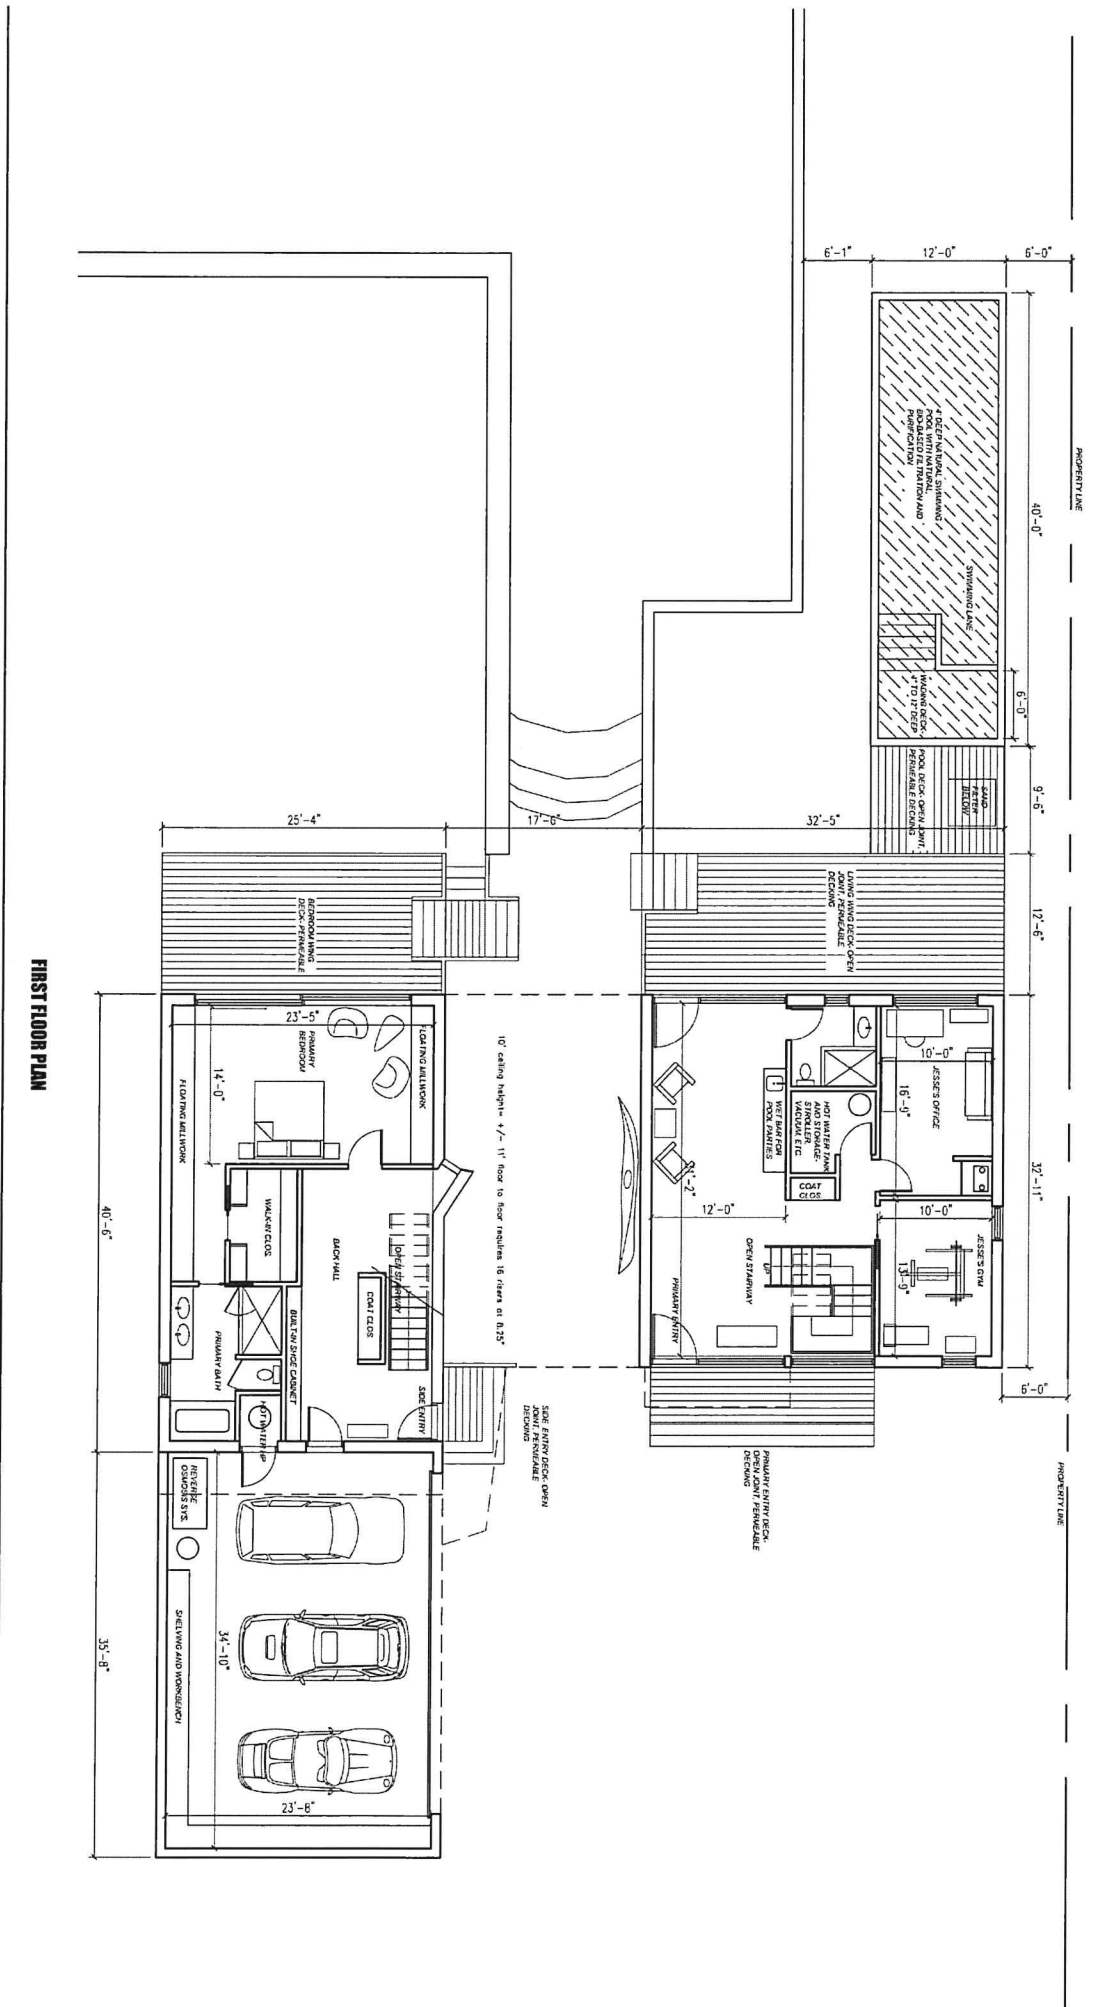 PROPERTY LINE
6'-1"
12'-0"
6'-0"
40'-0"
4' DEEP NATURAL SWIMMING
POOL WITH NATURAL,
BIO-BASED FILTRATION AND
PURIFICATION
SWIMMING LANE
WADING DECK-
4" TO 12" DEEP
6'-0"
POOL DECK- OPEN JOINT,
PERMEABLE DECKING
SAND
FILTER
BELOW
9'-6"
25'-4"
17'-6"
32'-5"
12'-6"
BEDROOM WING
DECK- PERMEABLE
LIVING WING DECK- OPEN
JOINT, PERMEABLE
DECKING
32'-11"
10'-0"
16'-9"
JESSE'S OFFICE
HOT WATER TANK
AND STORAGE-
STROLLER,
VACUUM, ETC.
WET BAR FOR
POOL PARTIES
COAT
CLOS.
12'-0"
10'-0"
13'-9"
JESSE'S GYM
OPEN STAIRWAY
UP
PRIMARY ENTRY
6'-0"
PRIMARY ENTRY DECK-
OPEN JOINT, PERMEABLE
DECKING
PROPERTY LINE
10' ceiling height= +/- 11' floor to floor requires 16 risers at 8.25"
23'-5"
FLOATING MILLWORK
PRIMARY
BEDROOM
14'-0"
FLOATING MILLWORK
WALK-IN CLOS.
BACK HALL
OPEN STAIRWAY
COAT CLOS.
BUILT-IN SHOE CABINET
PRIMARY BATH
SIDE ENTRY
HOT WATER HP
SIDE ENTRY DECK- OPEN
JOINT, PERMEABLE
DECKING
40'-6"
REVERSE
OSMOSIS SYS.
SHELVING AND WORKBENCH
34'-10"
23'-8"
35'-8"
FIRST FLOOR PLAN